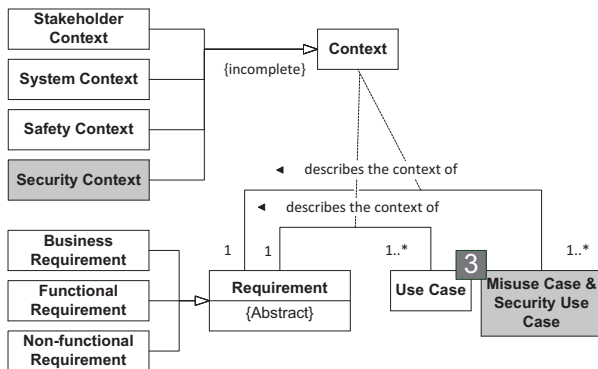 Stakeholder
Context
System Context
Safety Context
Security Context
{incomplete}
Context
◄ describes the context of
◄ describes the context of
1
1
1..*
1..*
Business
Requirement
Functional
Requirement
Non-functional
Requirement
Requirement
{Abstract}
Use Case
3
Misuse Case &
Security Use
Case